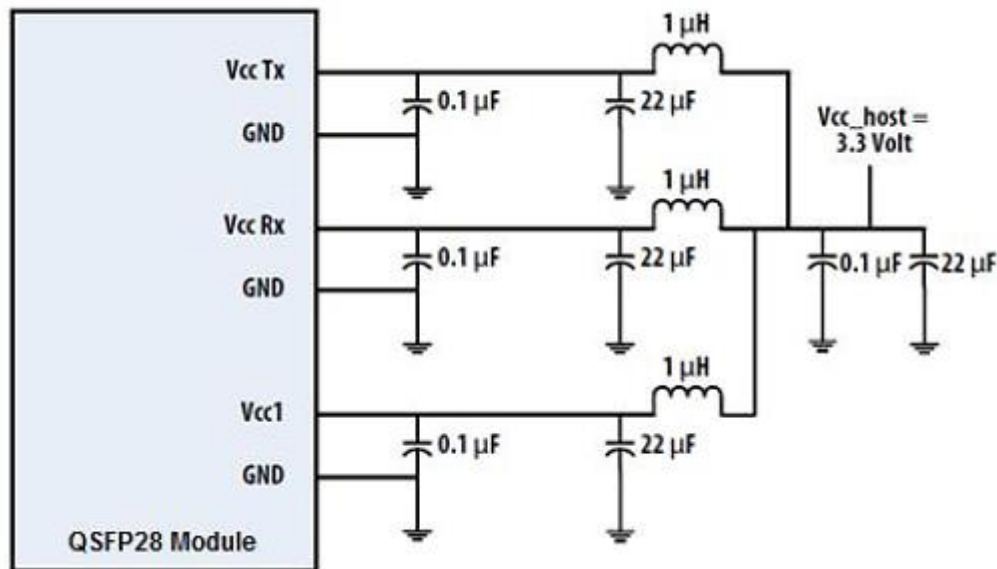 1 μH
Vcc Tx
0.1 μF
22 μF
GND
Vcc_host =
3.3 Volt
1 μH
Vcc Rx
0.1 μF
22 μF
0.1 μF
22 μF
GND
1 μH
Vcc1
0.1 μF
22 μF
GND
QSFP28 Module